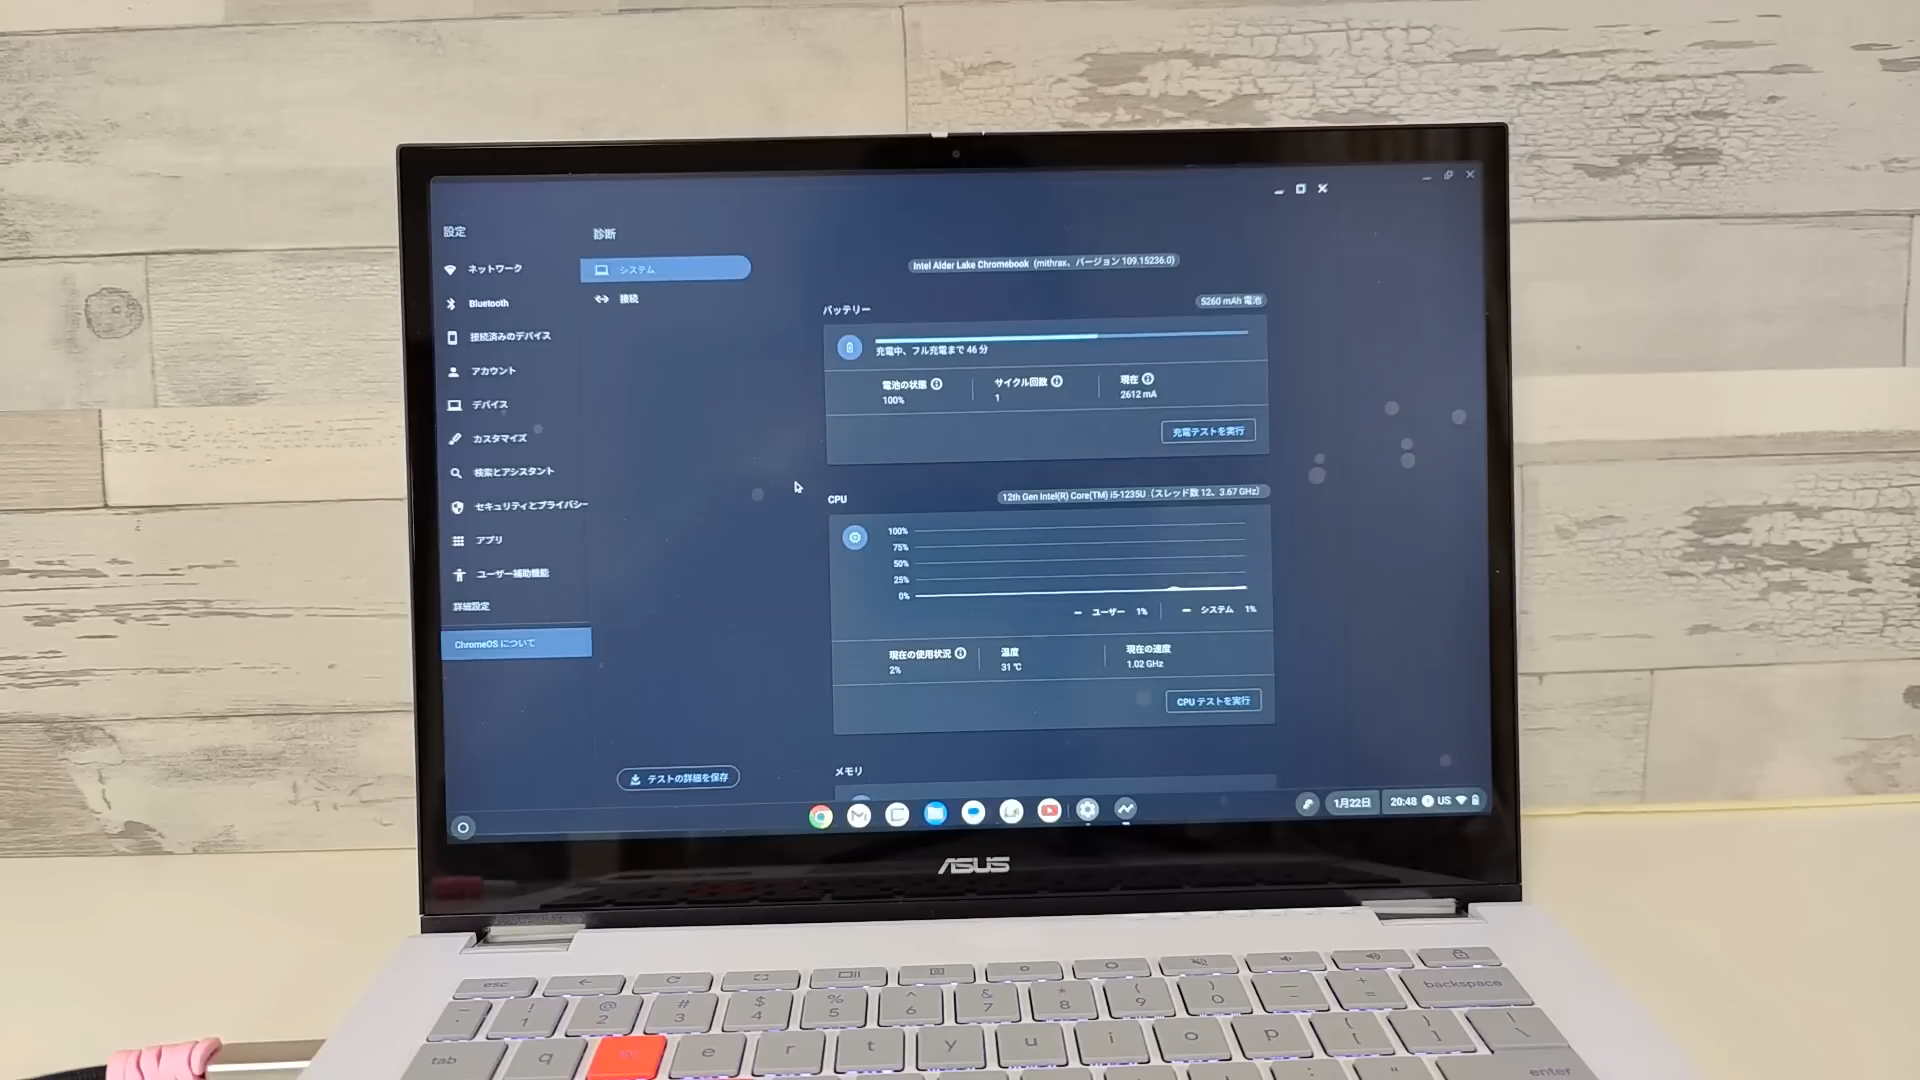 設定
ネットワーク
Bluetooth
接続済みのデバイス
アカウント
デバイス
カスタマイズ
検索とアシスタント
セキュリティとプライバシー
アプリ
ユーザー補助機能
詳細設定
ChromeOS について
診断
システム
接続
テストの詳細を保存
Intel Alder Lake Chromebook (mithrax、バージョン 109.15236.0)
バッテリー
5260 mAh 電池
充電中、フル充電まで 46 分
電池の状態
100%
サイクル回数
1
現在
2612 mA
充電テストを実行
CPU
12th Gen Intel(R) Core(TM) i5-1235U（スレッド数 12、3.67 GHz）
100%
75%
50%
25%
0%
ユーザー 1%
システム 1%
現在の使用状況
2%
温度
31 ℃
現在の速度
1.02 GHz
CPU テストを実行
メモリ
1月22日
20:48 US
ASUS
esc
! 1 @ 2 # 3 $ 4 % 5 ^ 6 & 7 * 8 ( 9 ) 0 + = backspace
tab q e r t y u i o p { [ } ] | \
enter